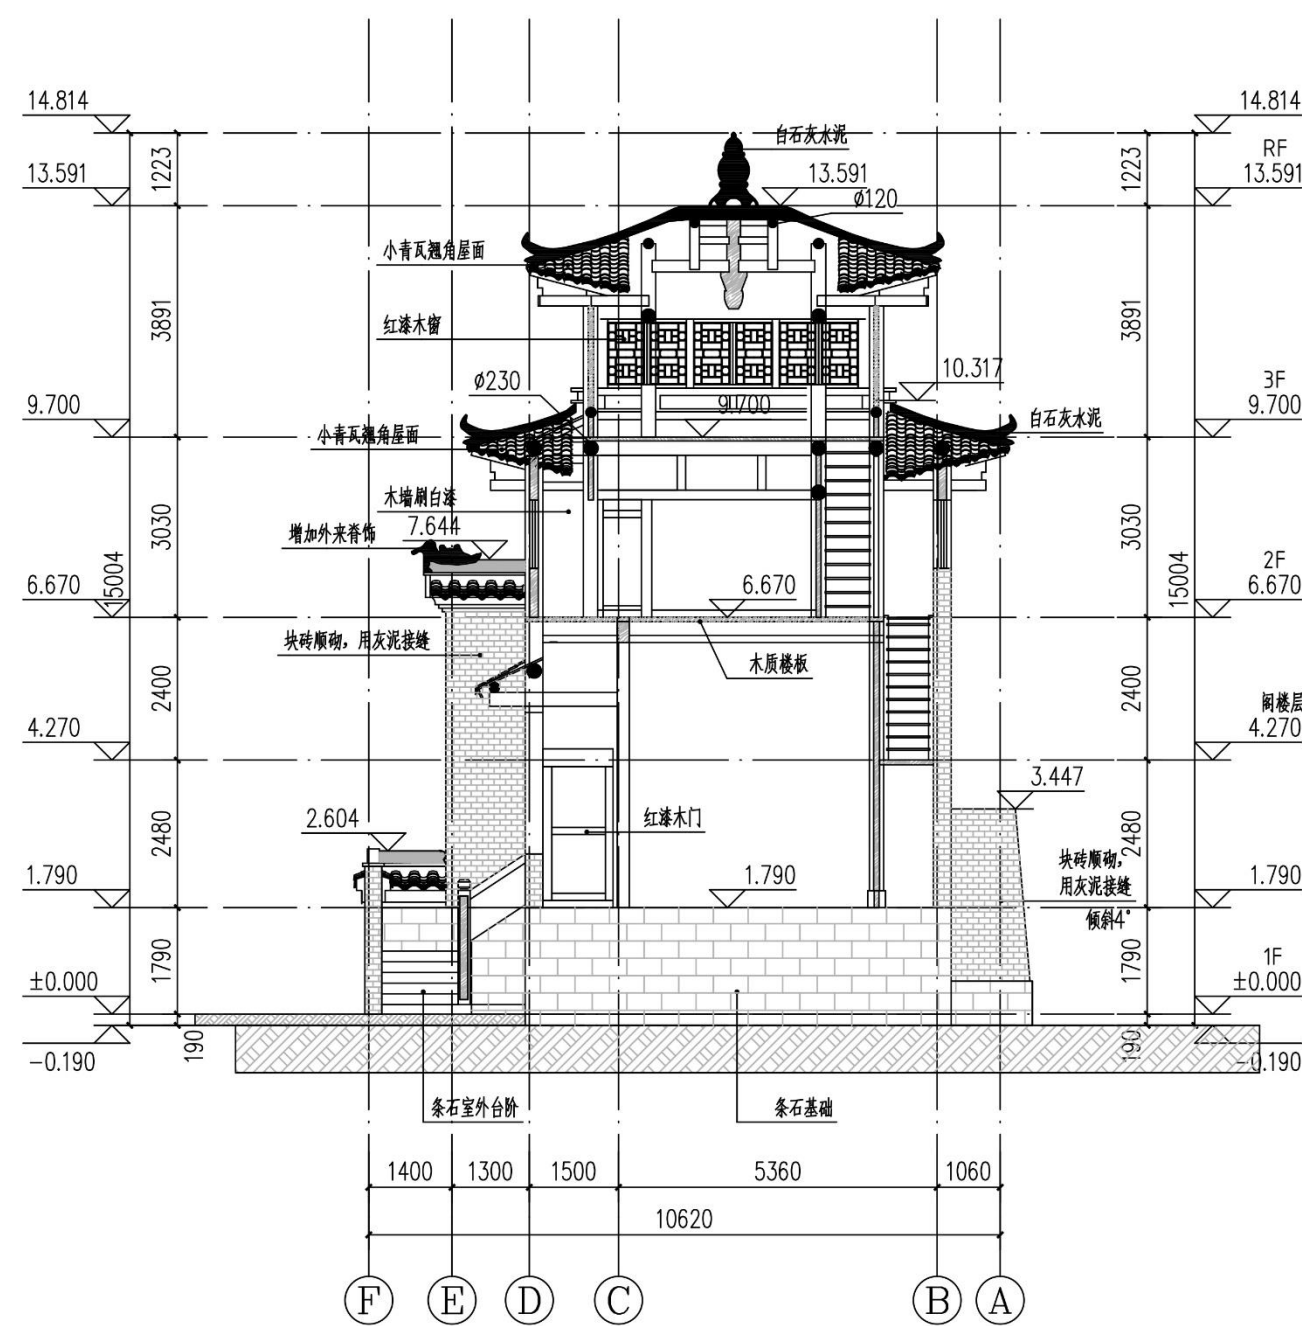 14.814
14.814
白石灰水泥
RF
13.591
1223
13.591
1223
13.591
ø120
小青瓦翘角屋面
3891
3891
红漆木窗
10.317
3F
ø230
9.700
9.700
9.700
白石灰水泥
小青瓦翘角屋面
木墙刷白漆
7.644
增加外来脊饰
3030
3030
15004
15004
2F
6.670
6.670
6.670
块砖顺砌，用灰泥接缝
木质楼板
2400
2400
阁楼层
4.270
4.270
3.447
2.604
红漆木门
2480
2480
块砖顺砌，
用灰泥接缝
1.790
1.790
1.790
倾斜4°
1790
1790
1F
±0.000
±0.000
190
190
-0.190
-0.190
条石室外台阶
条石基础
1400
1300
1500
5360
1060
10620
F
E
D
C
B
A